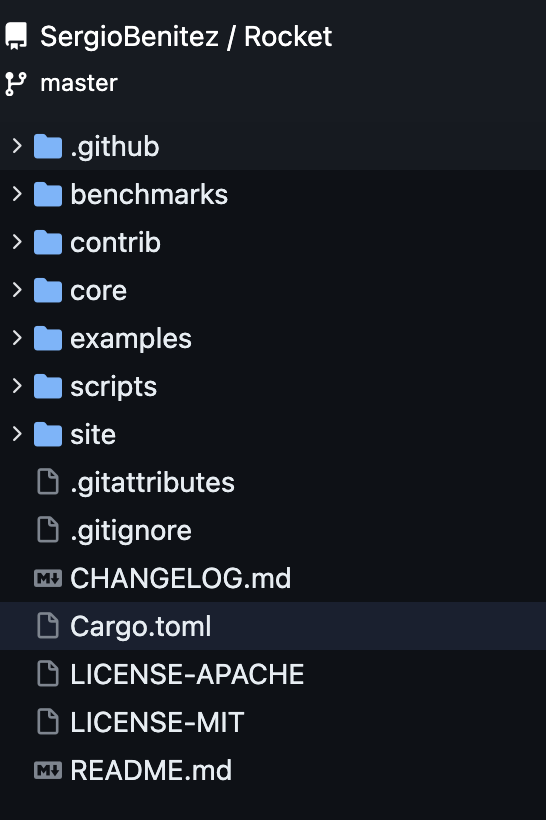 SergioBenitez / Rocket
master
.github
benchmarks
contrib
core
examples
scripts
site
.gitattributes
.gitignore
CHANGELOG.md
Cargo.toml
LICENSE-APACHE
LICENSE-MIT
README.md